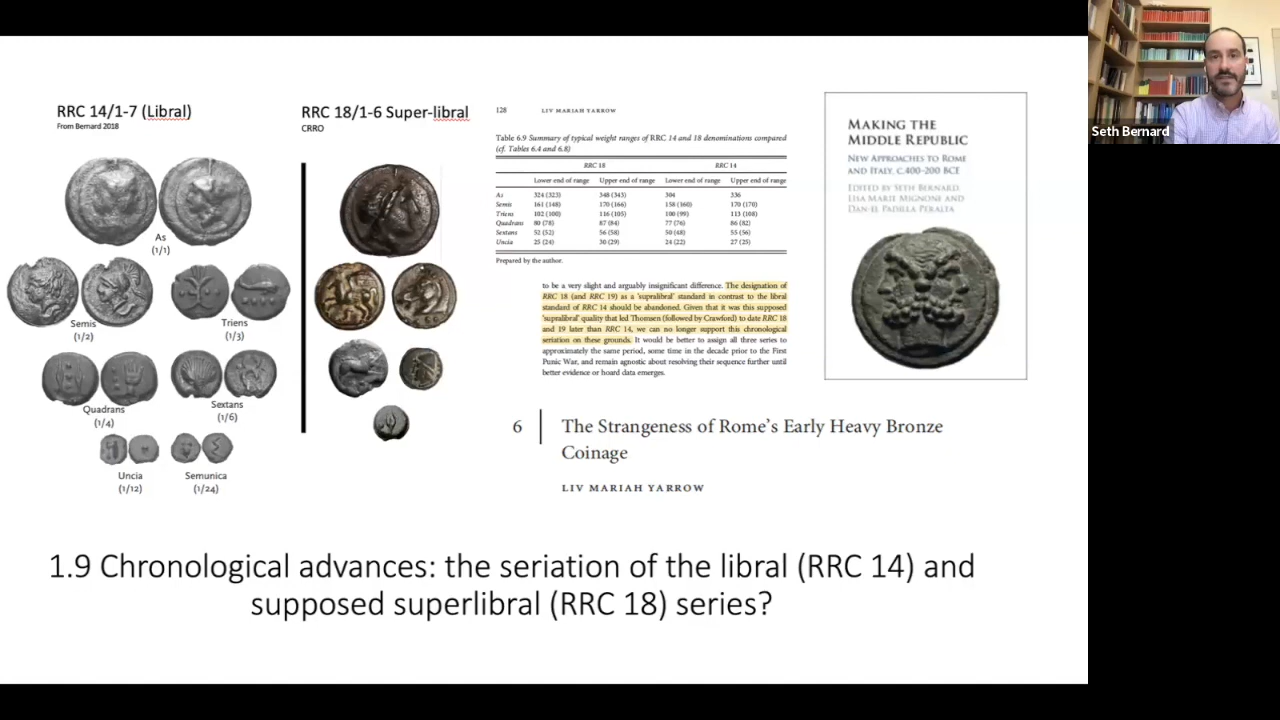 RRC 14/1-7 (Libral)
From Bernard 2018
As
(1/1)
Semis
(1/2)
Triens
(1/3)
Quadrans
(1/4)
Sextans
(1/6)
Uncia
(1/12)
Semunica
(1/24)
RRC 18/1-6 Super-libral
CRRO
128 LIV MARIAH YARROW
Table 6.9 Summary of typical weight ranges of RRC 14 and 18 denominations compared
(cf. Tables 6.4 and 6.8)
RRC 18 RRC 14
Lower end of range Upper end of range Lower end of range Upper end of range
As 324 (323) 348 (343) 304 336
Semis 161 (148) 170 (166) 158 (160) 170 (170)
Triens 102 (100) 116 (105) 100 (99) 113 (108)
Quadrans 80 (78) 87 (84) 77 (76) 86 (82)
Sextans 52 (52) 56 (58) 50 (48) 55 (56)
Uncia 25 (24) 30 (29) 24 (22) 27 (25)
Prepared by the author.
to be a very slight and arguably insignificant difference. The designation
of RRC 18 (and RRC 19) as a 'supralibral' standard in contrast to the libral
standard of RRC 14 should be abandoned. Given that it was this supposed
'supralibral' quality that led Thomsen (followed by Crawford) to date RRC 18
and 19 later than RRC 14, we can no longer support this chronological
seriation on these grounds. It would be better to assign all three series to
approximately the same period, some time in the decade prior to the First
Punic War, and remain agnostic about resolving their sequence further until
better evidence or hoard data emerges.
6 The Strangeness of Rome's Early Heavy Bronze
Coinage
LIV MARIAH YARROW
MAKING THE
MIDDLE REPUBLIC
NEW APPROACHES TO ROME
AND ITALY, C.400-200 BCE
EDITED BY SETH BERNARD,
LISA MARIE MIGNONE AND
DAN-EL PADILLA PERALTA
Seth Bernard
1.9 Chronological advances: the seriation of the libral (RRC 14) and
supposed superlibral (RRC 18) series?